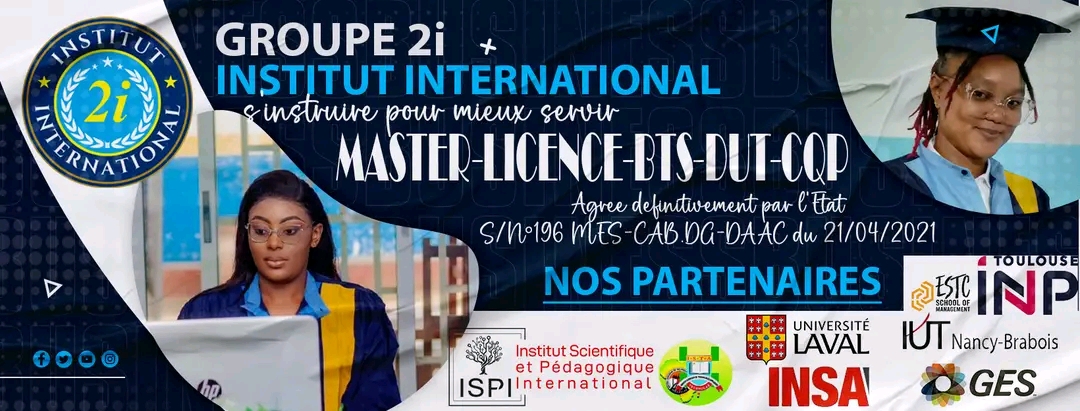 GROUPE 2i
INSTITUT INTERNATIONAL
s'instruire pour mieux servir
MASTER-LICENCE-BTS-DUT-CQP
Agree definitivement par l'Etat
S/N°196 MES-CAB.DG-DAAC du 21/04/2021
NOS PARTENAIRES
INSTITUT
2i
INTERNATIONAL
hp
ISPI
Institut Scientifique
et Pédagogique
International
UNIVERSITÉ
LAVAL
INSA
ESTC
SCHOOL OF
MANAGEMENT
TOULOUSE
INP
IUT Nancy-Brabois
GES